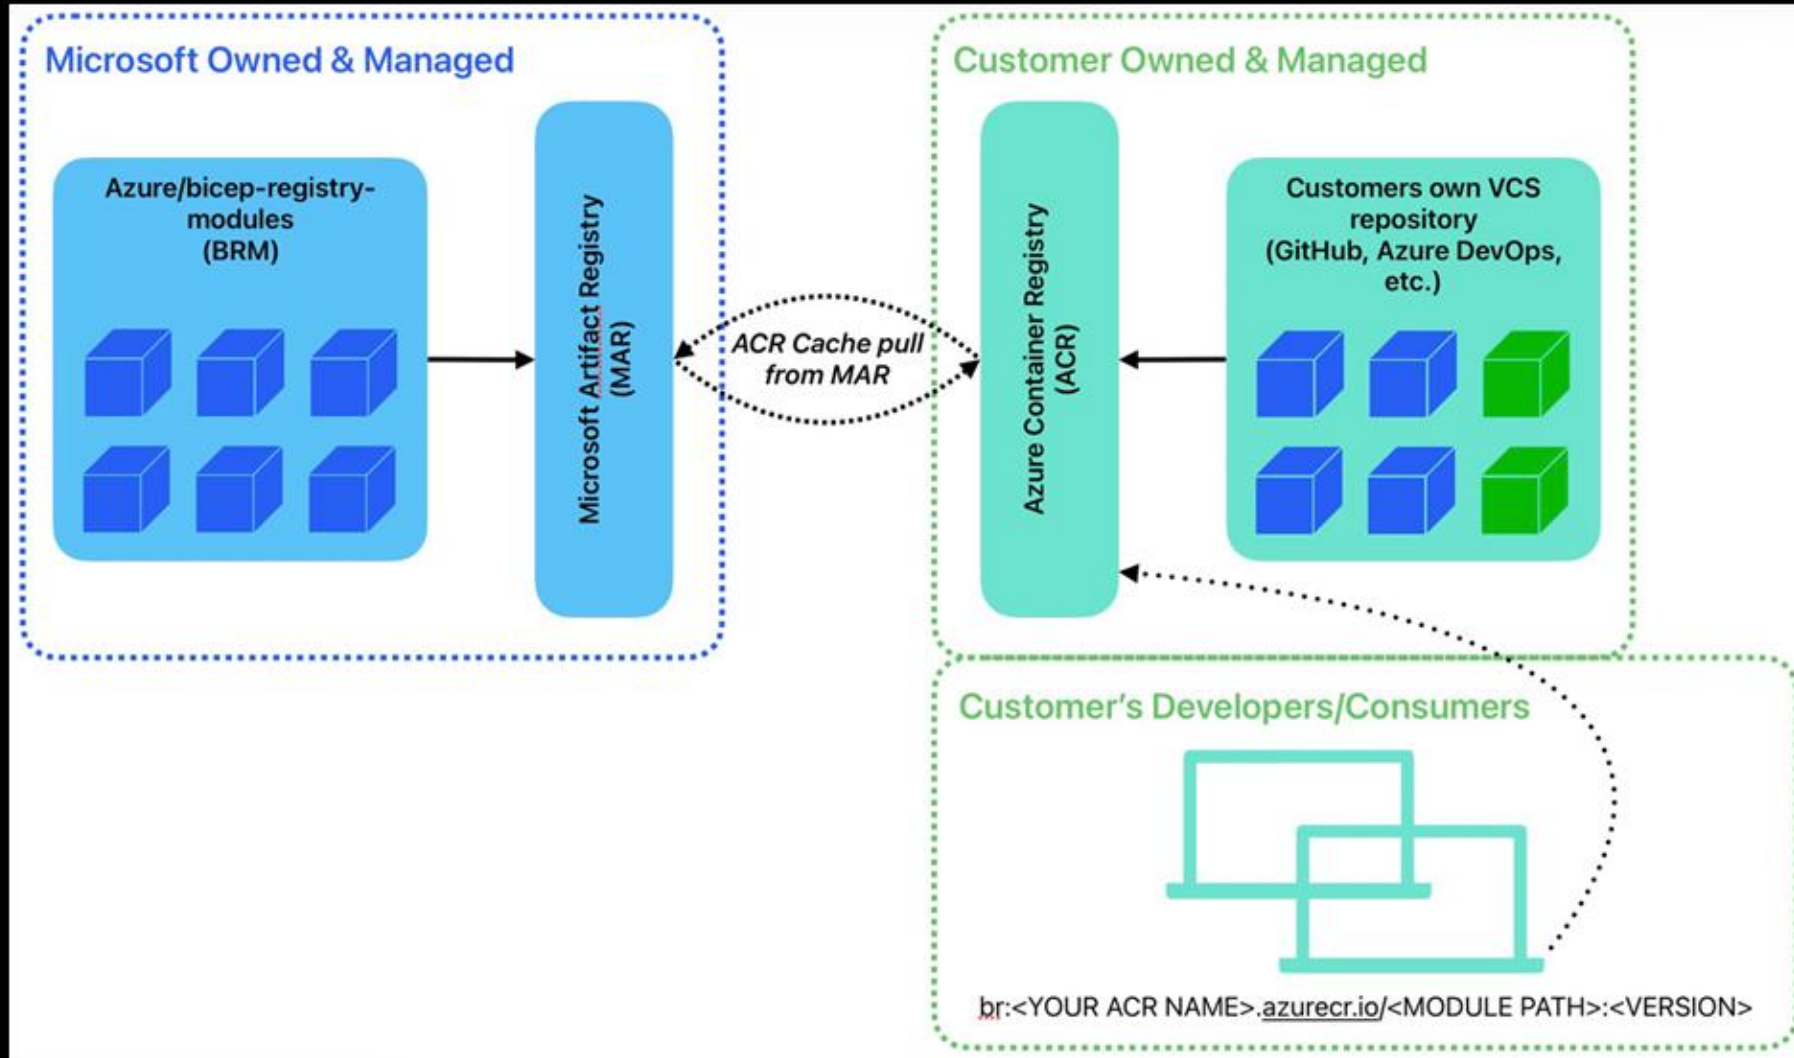 Microsoft Owned & Managed
Azure/bicep-registry-
modules
(BRM)
Microsoft Artifact Registry
(MAR)
ACR Cache pull
from MAR
Customer Owned & Managed
Azure Container Registry
(ACR)
Customers own VCS
repository
(GitHub, Azure DevOps,
etc.)
Customer’s Developers/Consumers
br:<YOUR ACR NAME>.azurecr.io/<MODULE PATH>:<VERSION>